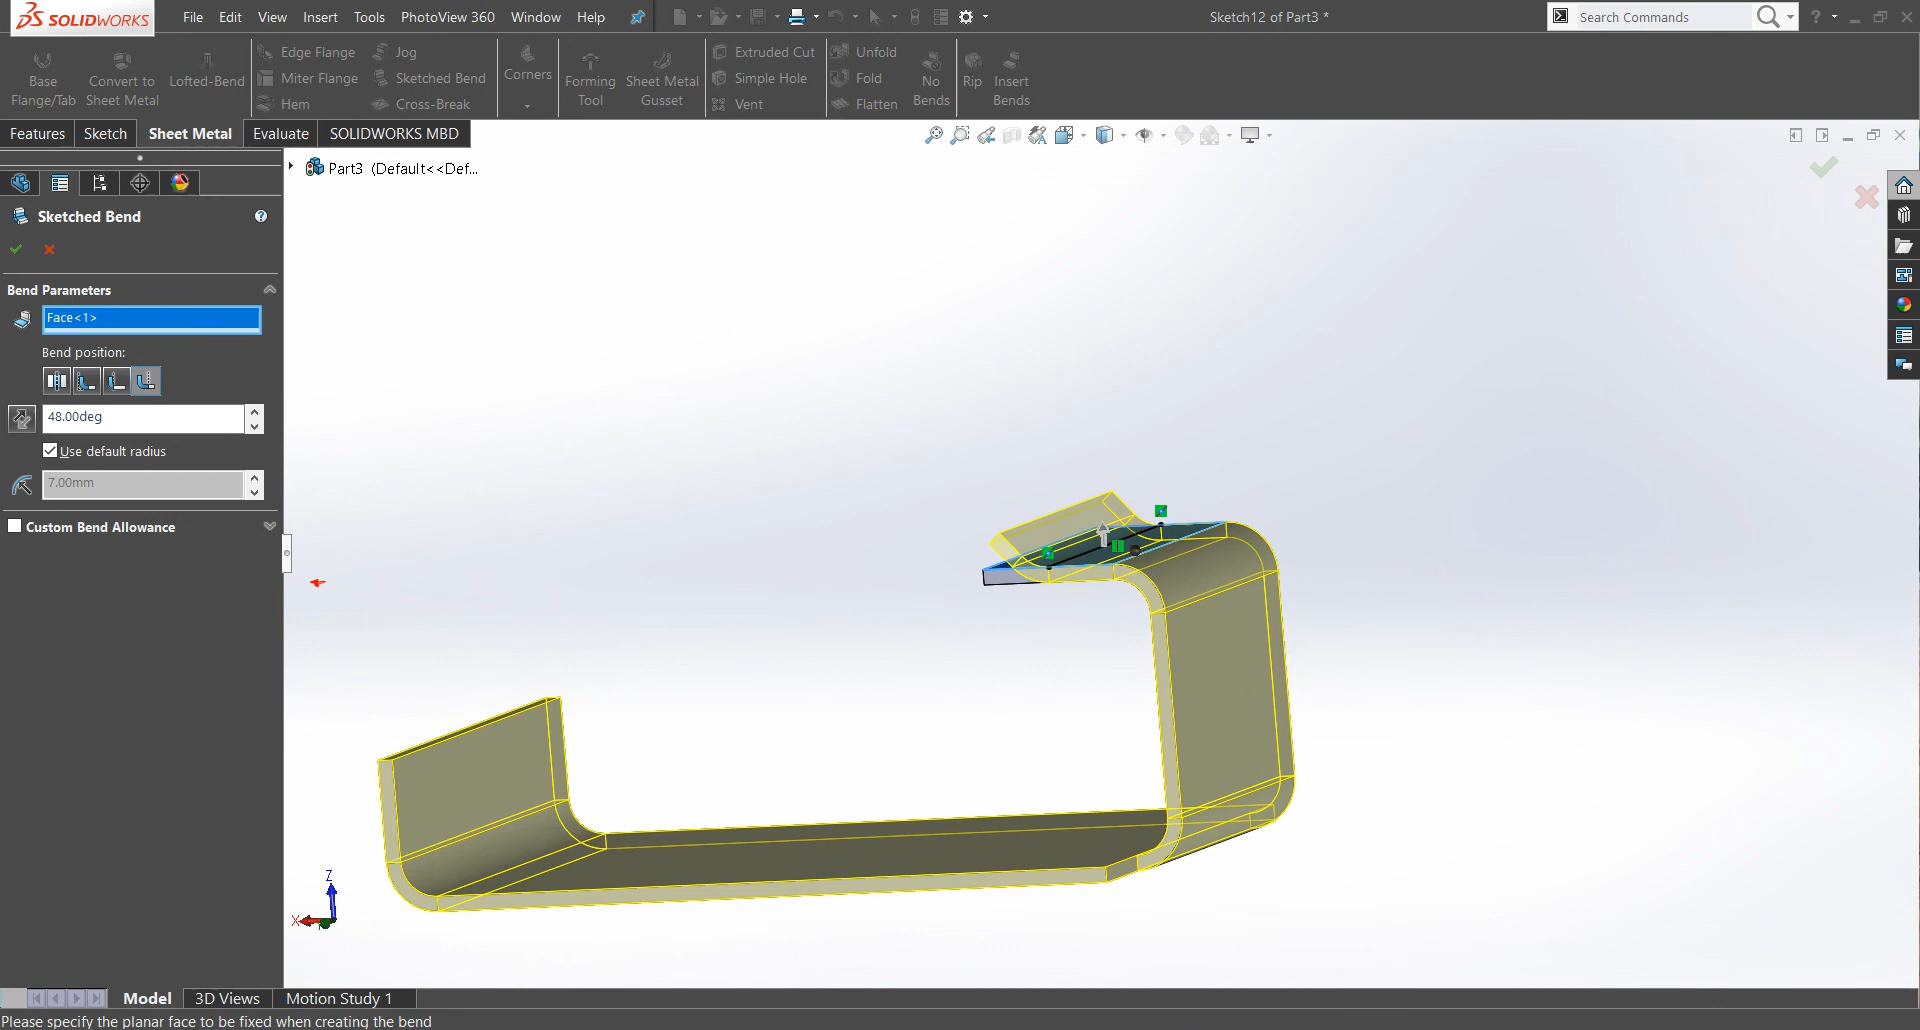 SOLIDWORKS
File Edit View Insert Tools PhotoView 360 Window Help
Sketch12 of Part3 *
Search Commands
Base Flange/Tab
Convert to Sheet Metal
Lofted-Bend
Edge Flange
Miter Flange
Hem
Jog
Sketched Bend
Cross-Break
Corners
Forming Tool
Sheet Metal Gusset
Extruded Cut
Simple Hole
Vent
Unfold
Fold
Flatten
No Bends
Rip
Insert Bends
Features Sketch Sheet Metal Evaluate SOLIDWORKS MBD
Part3 (Default<<Def...
Sketched Bend
Bend Parameters
Face<1>
Bend position:
48.00deg
Use default radius
7.00mm
Custom Bend Allowance
Z
X
Model 3D Views Motion Study 1
Please specify the planar face to be fixed when creating the bend